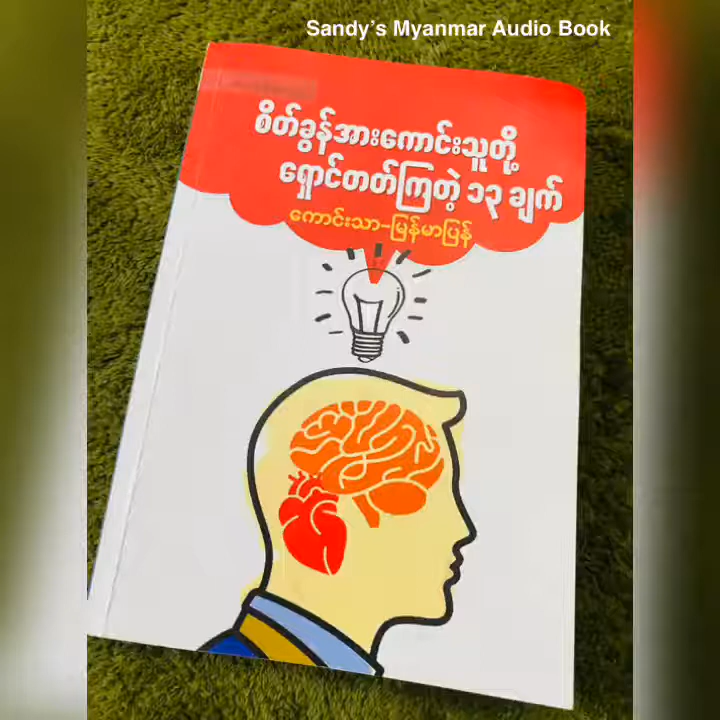 Sandy's Myanmar Audio Book
စိတ်ခွန်အားကောင်းသူတို့
ရှောင်တတ်ကြတဲ့ ၁၃ ချက်
ကောင်းသာ-မြန်မာပြန်